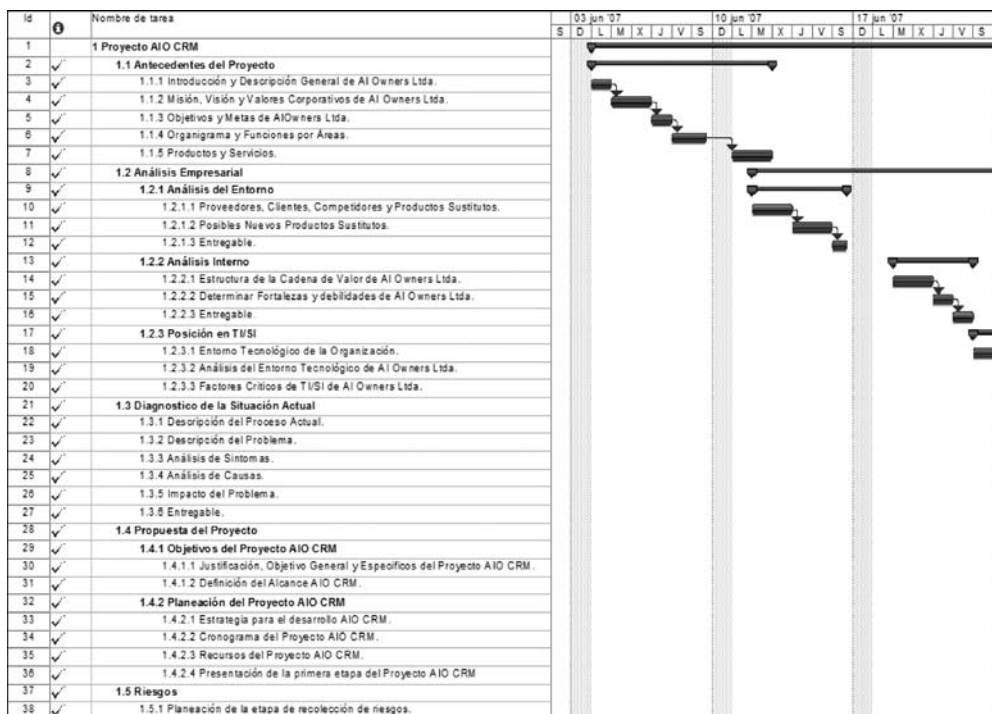 Id Nombre de tarea 03 jun '07 10 jun '07 17 jun '07
S D L M X J V S D L M X J V S D L M X J V S
1 1 Proyecto AIO CRM
2 1.1 Antecedentes del Proyecto
3 1.1.1 Introducción y Descripción General de AI Owners Ltda.
4 1.1.2 Misión, Visión y Valores Corporativos de AI Owners Ltda.
5 1.1.3 Objetivos y Metas de AIOwners Ltda.
6 1.1.4 Organigrama y Funciones por Áreas.
7 1.1.5 Productos y Servicios.
8 1.2 Análisis Empresarial
9 1.2.1 Análisis del Entorno
10 1.2.1.1 Proveedores, Clientes, Competidores y Productos Sustitutos.
11 1.2.1.2 Posibles Nuevos Productos Sustitutos.
12 1.2.1.3 Entregable.
13 1.2.2 Análisis Interno
14 1.2.2.1 Estructura de la Cadena de Valor de AI Owners Ltda.
15 1.2.2.2 Determinar Fortalezas y debilidades de AI Owners Ltda.
16 1.2.2.3 Entregable.
17 1.2.3 Posición en TI/SI
18 1.2.3.1 Entorno Tecnológico de la Organización.
19 1.2.3.2 Análisis del Entorno Tecnológico de AI Owners Ltda.
20 1.2.3.3 Factores Criticos de TI/SI de AI Owners Ltda.
21 1.3 Diagnostico de la Situación Actual
22 1.3.1 Descripción del Proceso Actual.
23 1.3.2 Descripción del Problema.
24 1.3.3 Análisis de Sintomas.
25 1.3.4 Análisis de Causas.
26 1.3.5 Impacto del Problema.
27 1.3.6 Entregable.
28 1.4 Propuesta del Proyecto
29 1.4.1 Objetivos del Proyecto AIO CRM
30 1.4.1.1 Justificación, Objetivo General y Especificos del Proyecto AIO CRM.
31 1.4.1.2 Definición del Alcance AIO CRM.
32 1.4.2 Planeación del Proyecto AIO CRM
33 1.4.2.1 Estrategia para el desarrollo AIO CRM.
34 1.4.2.2 Cronograma del Proyecto AIO CRM.
35 1.4.2.3 Recursos del Proyecto AIO CRM.
36 1.4.2.4 Presentación de la primera etapa del Proyecto AIO CRM
37 1.5 Riesgos
38 1.5.1 Planeación de la etapa de recolección de riesgos.